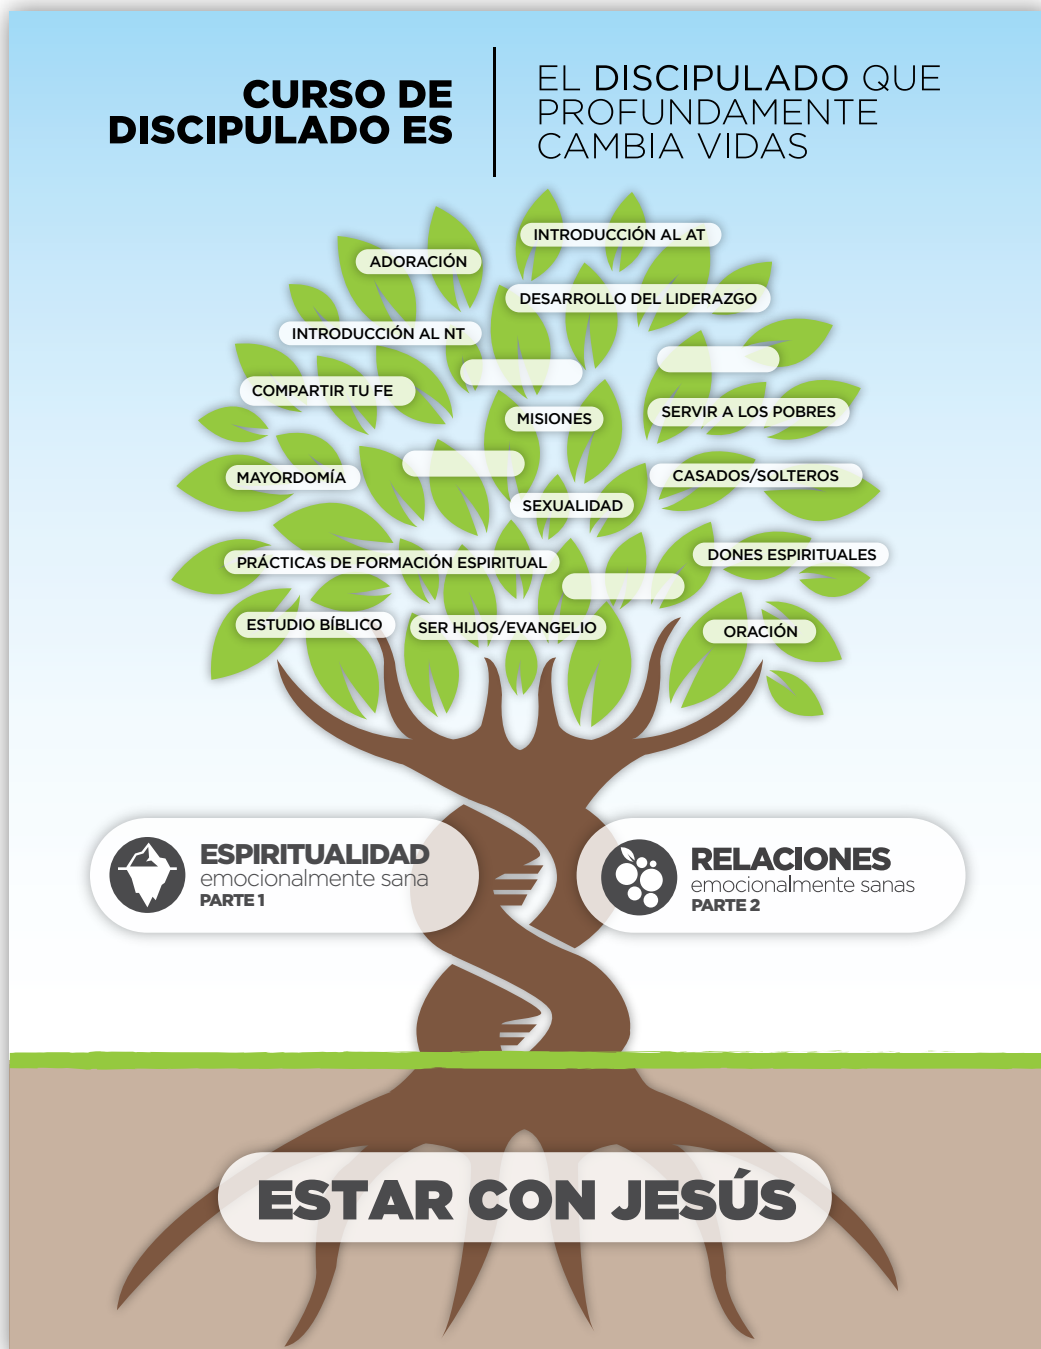 CURSO DE
DISCIPULADO ES
EL DISCIPULADO QUE
PROFUNDAMENTE
CAMBIA VIDAS
INTRODUCCIÓN AL AT
ADORACIÓN
DESARROLLO DEL LIDERAZGO
INTRODUCCIÓN AL NT
COMPARTIR TU FE
MISIONES
SERVIR A LOS POBRES
MAYORDOMÍA
CASADOS/SOLTEROS
SEXUALIDAD
PRÁCTICAS DE FORMACIÓN ESPIRITUAL
DONES ESPIRITUALES
ESTUDIO BÍBLICO
SER HIJOS/EVANGELIO
ORACIÓN
ESPIRITUALIDAD
emocionalmente sana
PARTE 1
RELACIONES
emocionalmente sanas
PARTE 2
ESTAR CON JESÚS